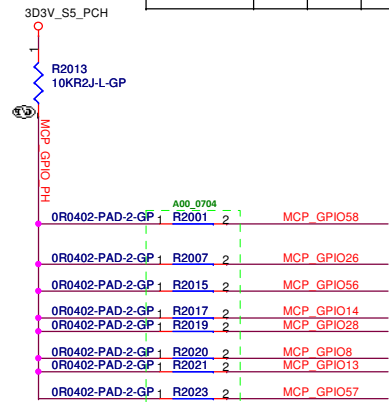 3D3V_S5_PCH
1
R2013
10KR2J-L-GP
MCP_GPIO_PH
A00_0704
0R0402-PAD-2-GP 1 R2001 2 MCP_GPIO58
0R0402-PAD-2-GP 1 R2007 2 MCP_GPIO26
0R0402-PAD-2-GP 1 R2015 2 MCP_GPIO56
0R0402-PAD-2-GP 1 R2017 2 MCP_GPIO14
0R0402-PAD-2-GP 1 R2019 2 MCP_GPIO28
0R0402-PAD-2-GP 1 R2020 2 MCP_GPIO8
0R0402-PAD-2-GP 1 R2021 2 MCP_GPIO13
0R0402-PAD-2-GP 1 R2023 2 MCP_GPIO57